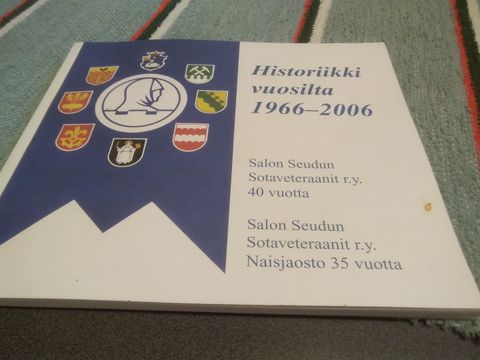 Historiikki
vuosilta
1966–2006
Salon Seudun
Sotaveteraanit r.y.
40 vuotta
Salon Seudun
Sotaveteraanit r.y.
Naisjaosto 35 vuotta